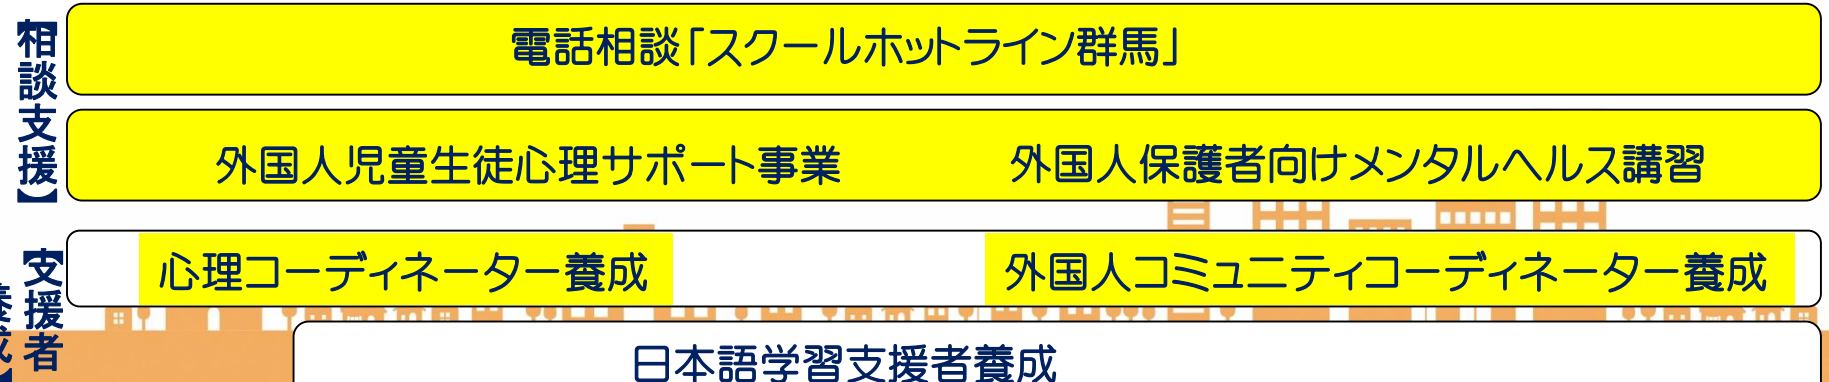 相談支援】
電話相談「スクールホットライン群馬」
外国人児童生徒心理サポート事業 外国人保護者向けメンタルヘルス講習
【支援者
養成】
心理コーディネーター養成 外国人コミュニティコーディネーター養成
日本語学習支援者養成